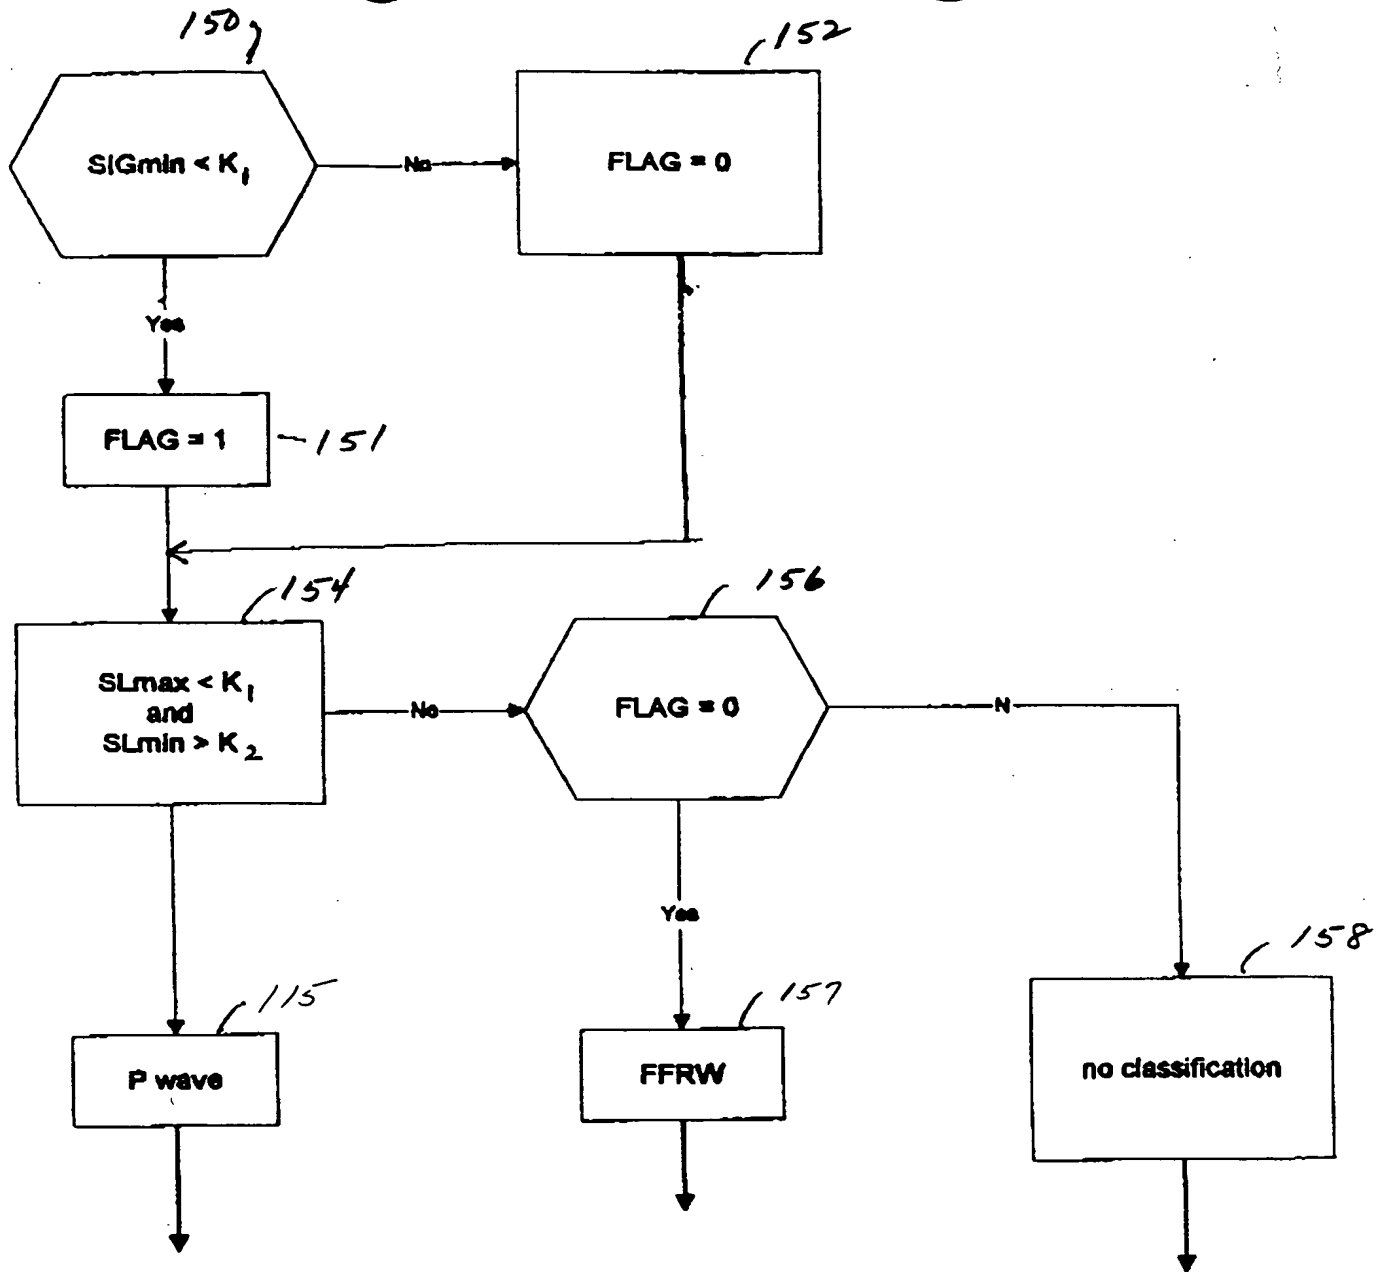 150
152
SIGmin < K₁
No
FLAG = 0
Yes
FLAG = 1
151
154
156
SLmax < K₁
and
SLmin > K₂
No
FLAG = 0
N
Yes
158
115
157
P wave
FFRW
no classification